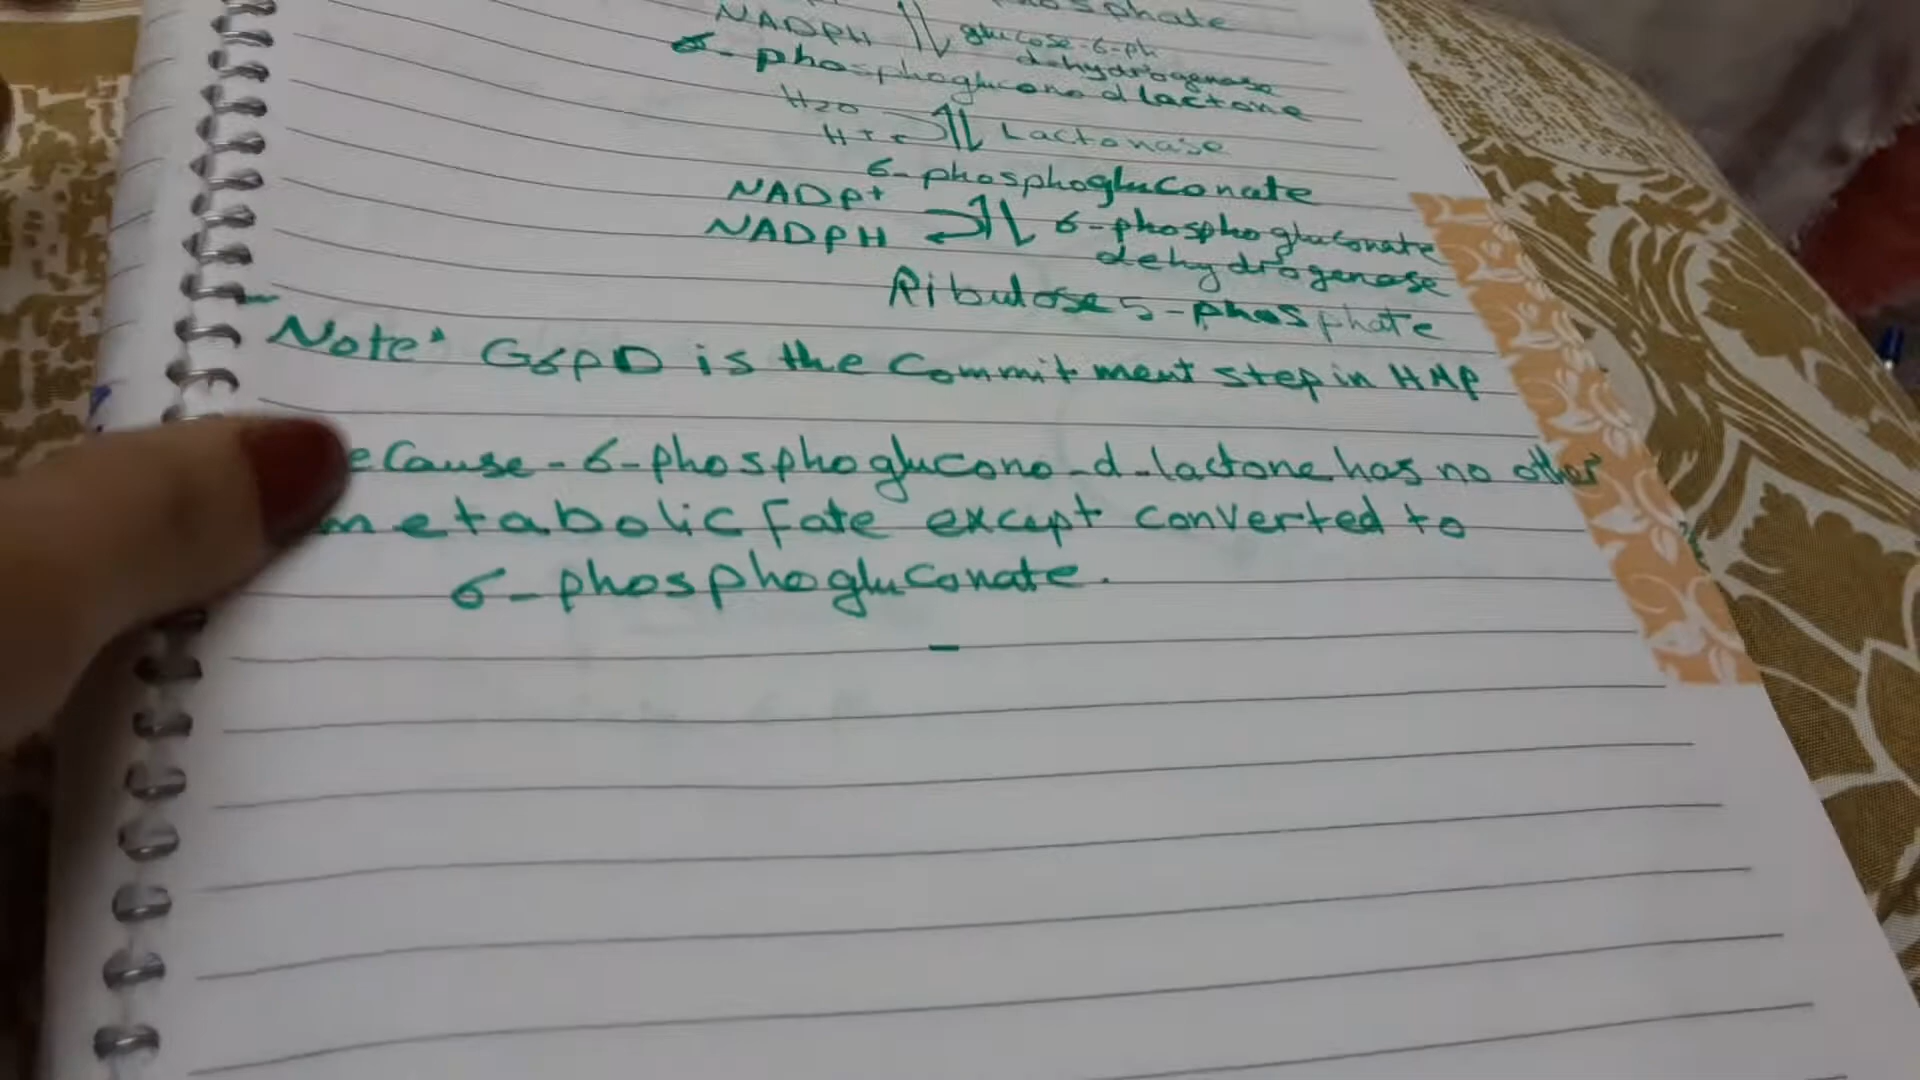 phosphate
NADPH glucose-6-ph
dehydrogenase
6-phosphoglucono d lactone
H2O
H+ Lactonase
6-phosphogluconate
NADP+
NADPH 6-phosphogluconate
dehydrogenase
Ribulose 5-phosphate
Note: G6PD is the Commitment step in HMP
eCause-6-phosphoglucono-d-lactone has no other
metabolic fate except converted to
6-phosphogluconate.